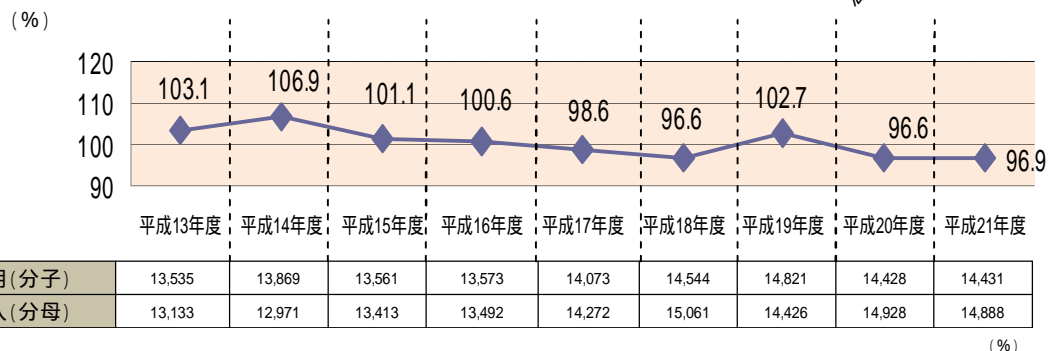 (%)
120
110
100
90
103.1 106.9 101.1 100.6 98.6 96.6 102.7 96.6 96.9
平成13年度 平成14年度 平成15年度 平成16年度 平成17年度 平成18年度 平成19年度 平成20年度 平成21年度
(分子) 13,535 13,869 13,561 13,573 14,073 14,544 14,821 14,428 14,431
(分母) 13,133 12,971 13,413 13,492 14,272 15,061 14,426 14,928 14,888
(%)